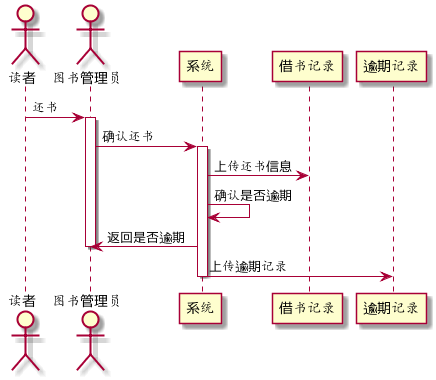 读者
图书管理员
系统
借书记录
逾期记录
还书
确认还书
上传还书信息
确认是否逾期
返回是否逾期
上传逾期记录
读者
图书管理员
系统
借书记录
逾期记录